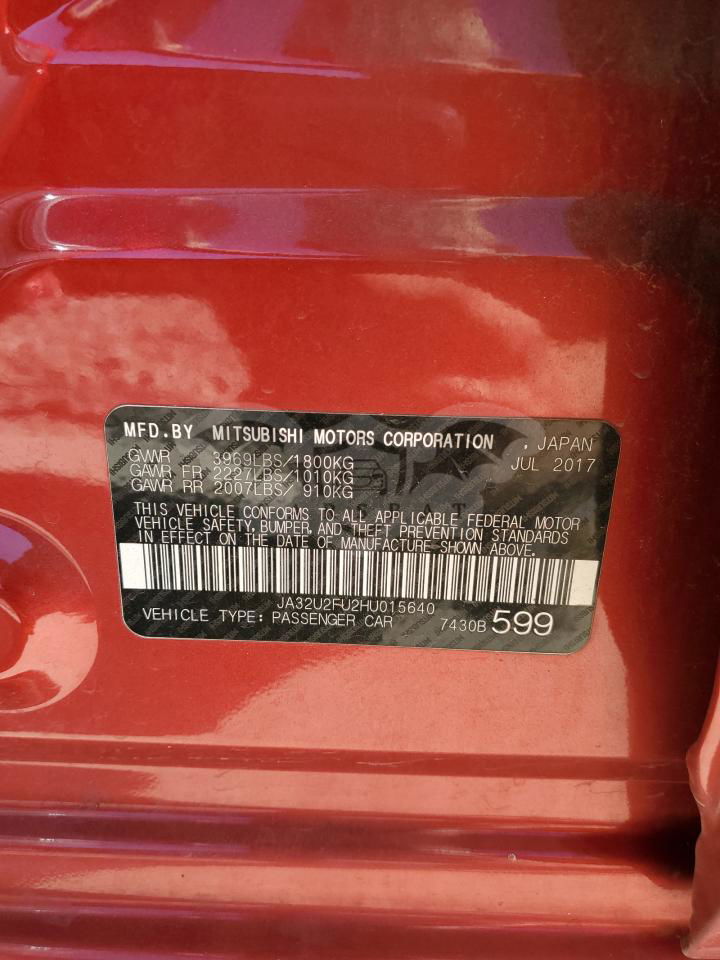 MFD.BY MITSUBISHI MOTORS CORPORATION , JAPAN
GVWR 3969LBS/1800KG JUL 2017
GAWR FR 2227LBS/1010KG
GAWR RR 2007LBS/ 910KG
THIS VEHICLE CONFORMS TO ALL APPLICABLE FEDERAL MOTOR
VEHICLE SAFETY, BUMPER, AND THEFT PREVENTION STANDARDS
IN EFFECT ON THE DATE OF MANUFACTURE SHOWN ABOVE.
JA32U2FU2HU015640
VEHICLE TYPE: PASSENGER CAR 7430B 599